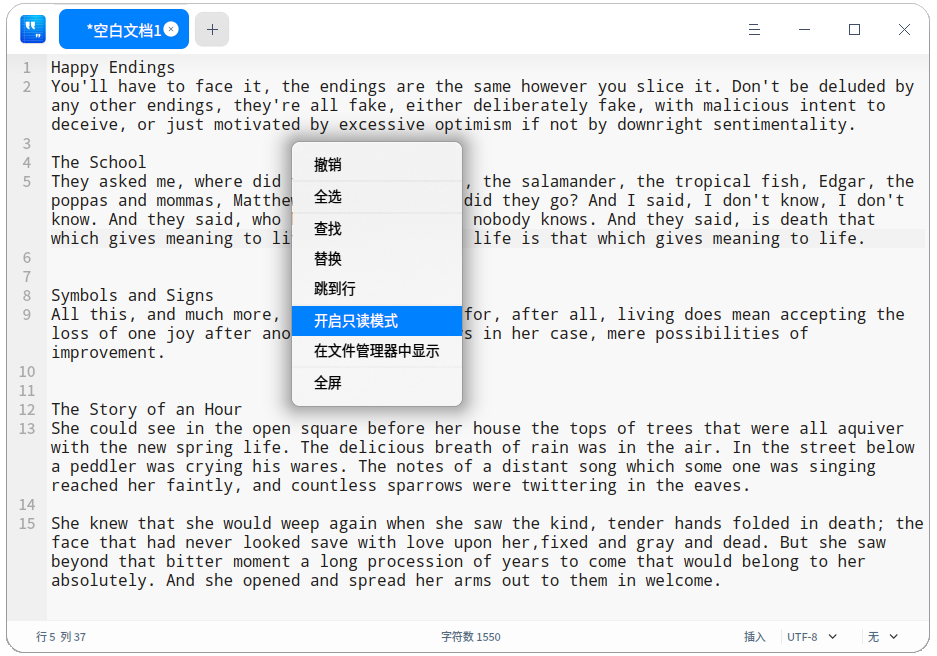 *空白文档1
1 Happy Endings
2 You'll have to face it, the endings are the same however you slice it. Don't be deluded by
any other endings, they're all fake, either deliberately fake, with malicious intent to
deceive, or just motivated by excessive optimism if not by downright sentimentality.
3
4 The School
5 They asked me, where did , the salamander, the tropical fish, Edgar, the
poppas and mommas, Matthew did they go? And I said, I don't know, I don't
know. And they said, who nobody knows. And they said, is death that
which gives meaning to li life is that which gives meaning to life.
6
7
8 Symbols and Signs
9 All this, and much more, for, after all, living does mean accepting the
loss of one joy after ano s in her case, mere possibilities of
improvement.
10
11
12 The Story of an Hour
13 She could see in the open square before her house the tops of trees that were all aquiver
with the new spring life. The delicious breath of rain was in the air. In the street below
a peddler was crying his wares. The notes of a distant song which some one was singing
reached her faintly, and countless sparrows were twittering in the eaves.
14
15 She knew that she would weep again when she saw the kind, tender hands folded in death; the
face that had never looked save with love upon her,fixed and gray and dead. But she saw
beyond that bitter moment a long procession of years to come that would belong to her
absolutely. And she opened and spread her arms out to them in welcome.
撤销
全选
查找
替换
跳到行
开启只读模式
在文件管理器中显示
全屏
行 5 列 37 字符数 1550 插入 UTF-8 无